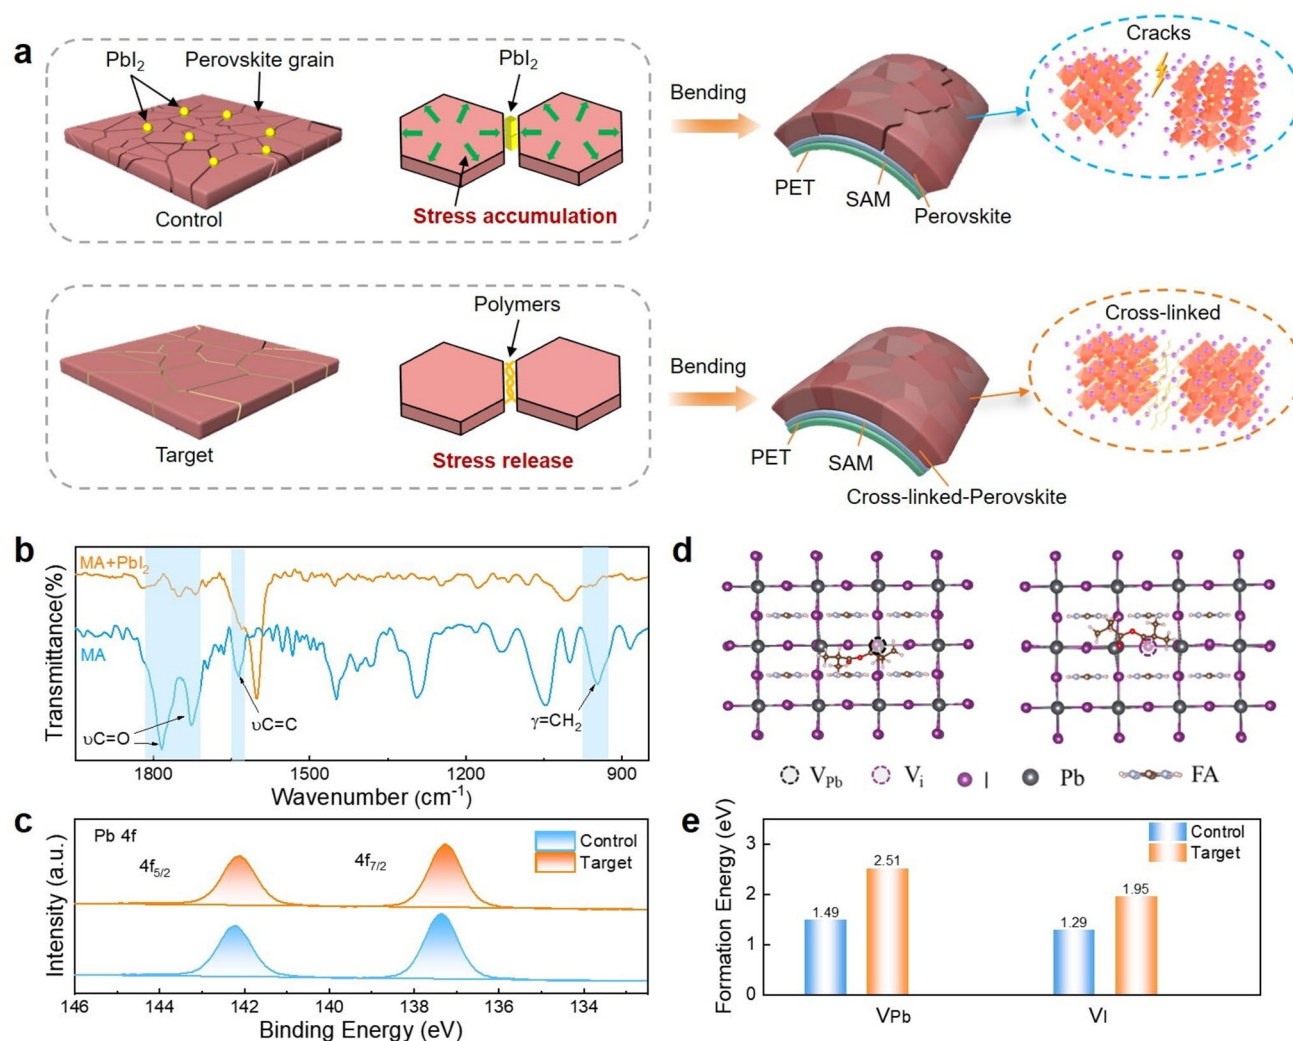 a
PbI₂
Perovskite grain
Control
PbI₂
Stress accumulation
Bending
PET
SAM
Perovskite
Cracks
Target
Polymers
Stress release
Bending
PET
SAM
Cross-linked-Perovskite
Cross-linked
b
MA+PbI₂
MA
υC=O
υC=C
γ=CH₂
Transmittance(%)
1800
1500
1200
900
Wavenumber (cm⁻¹)
c
Pb 4f
4f₅/₂
4f₇/₂
Control
Target
Intensity (a.u.)
146
144
142
140
138
136
134
Binding Energy (eV)
d
V_Pb
V_i
I
Pb
FA
e
Formation Energy (eV)
3
2
1
0
Control
Target
1.49
2.51
1.29
1.95
VPb
VI